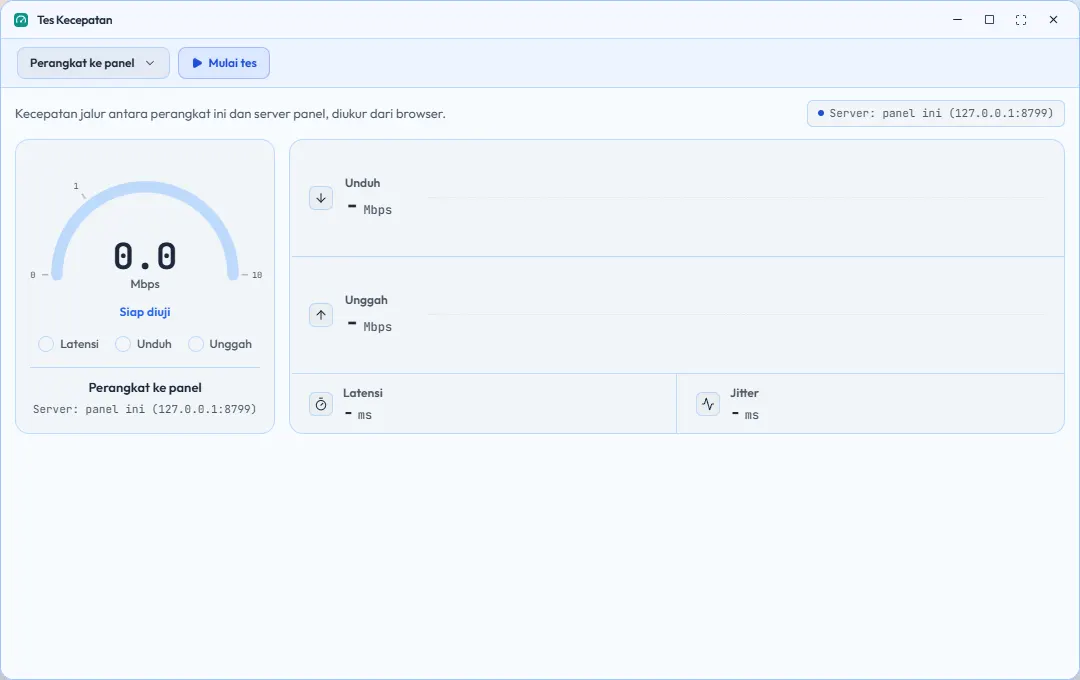 Tes Kecepatan
Perangkat ke panel
Mulai tes
Kecepatan jalur antara perangkat ini dan server panel, diukur dari browser.
Server: panel ini (127.0.0.1:8799)
1
0
10
0.0
Mbps
Siap diuji
Latensi
Unduh
Unggah
Perangkat ke panel
Server: panel ini (127.0.0.1:8799)
Unduh
- Mbps
Unggah
- Mbps
Latensi
- ms
Jitter
- ms